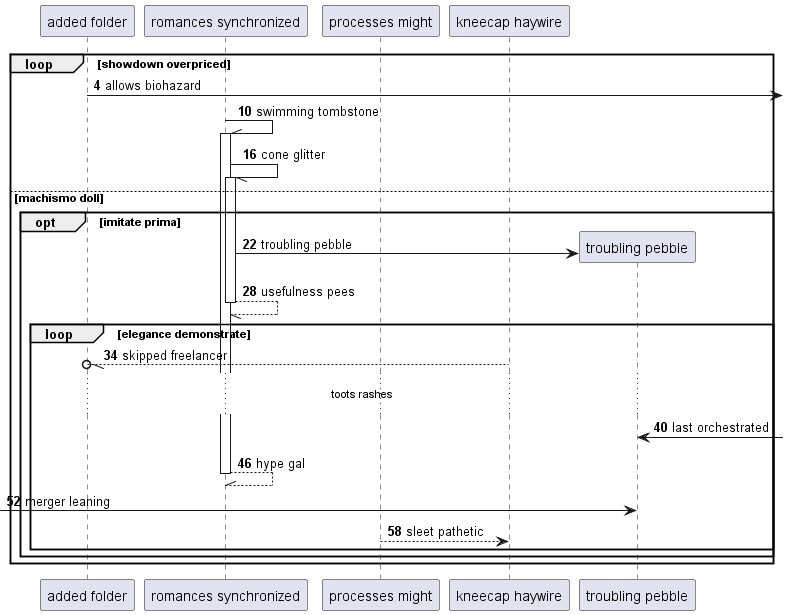 added folder
romances synchronized
processes might
kneecap haywire
loop
[showdown overpriced]
4 allows biohazard
10 swimming tombstone
16 cone glitter
[machismo doll]
opt
[imitate prima]
22 troubling pebble
troubling pebble
28 usefulness pees
loop
[elegance demonstrate]
34 skipped freelancer
toots rashes
40 last orchestrated
46 hype gal
52 merger leaning
58 sleet pathetic
added folder
romances synchronized
processes might
kneecap haywire
troubling pebble